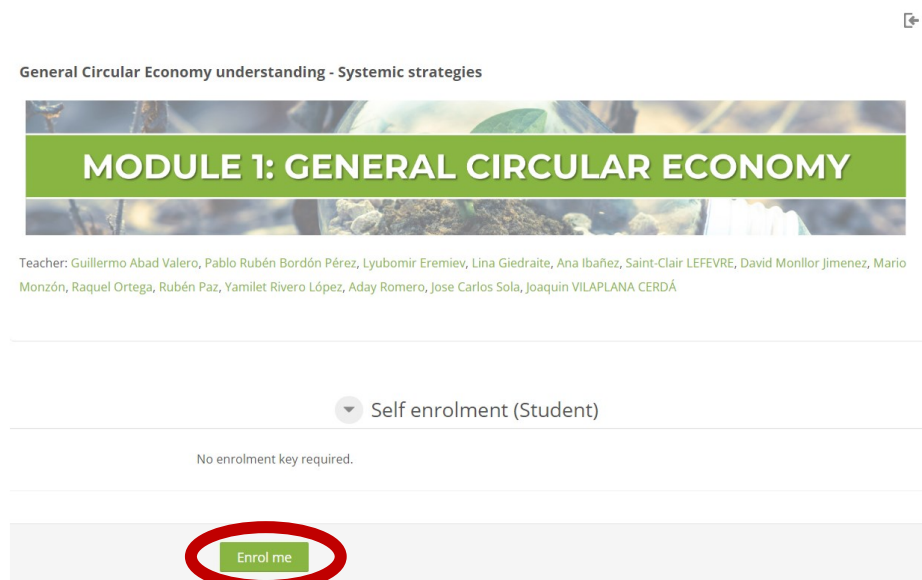 General Circular Economy understanding - Systemic strategies
MODULE 1: GENERAL CIRCULAR ECONOMY
Teacher: Guillermo Abad Valero, Pablo Rubén Bordón Pérez, Lyubomir Eremiev, Lina Giedraite, Ana Ibañez, Saint-Clair LEFEVRE, David Monllor Jimenez, Mario
Monzón, Raquel Ortega, Rubén Paz, Yamilet Rivero López, Aday Romero, Jose Carlos Sola, Joaquin VILAPLANA CERDÁ
Self enrolment (Student)
No enrolment key required.
Enrol me